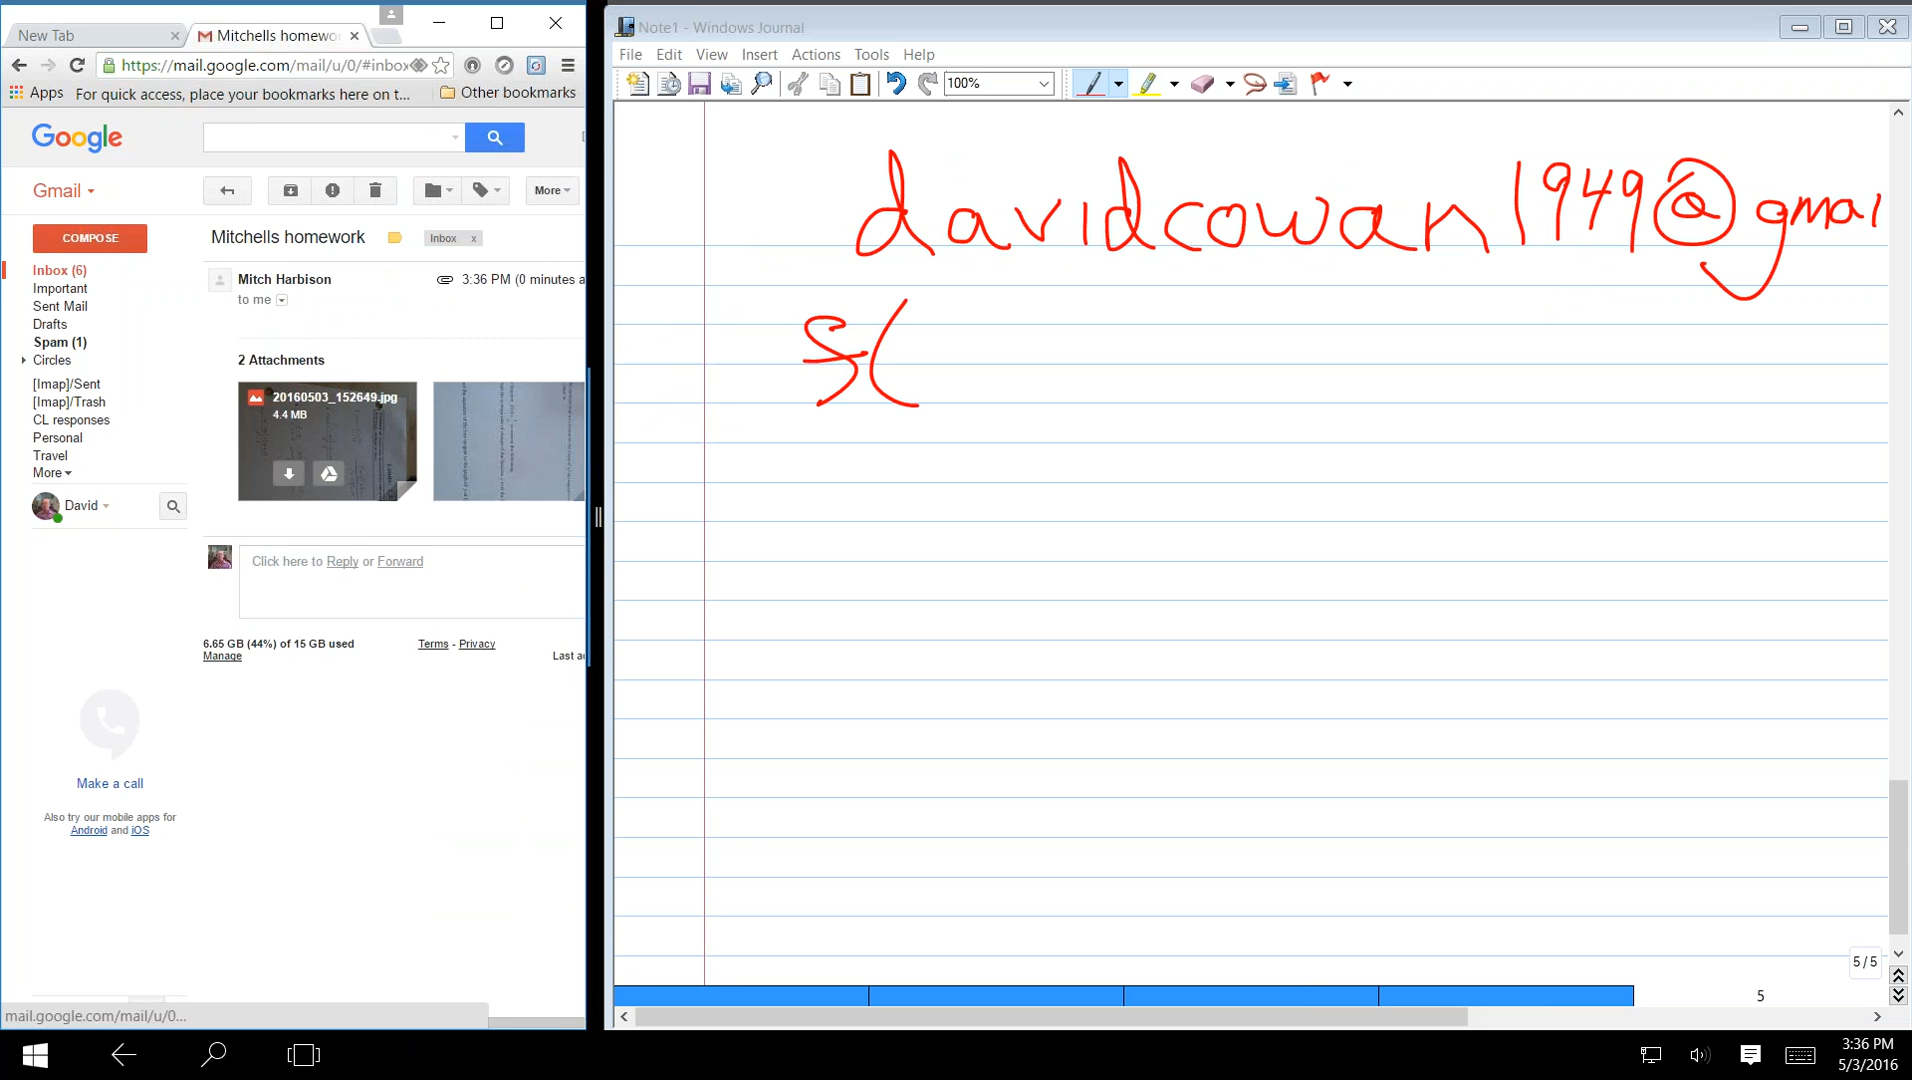 New Tab
Mitchells homewo
https://mail.google.com/mail/u/0/#inbox
Apps
For quick access, place your bookmarks here on t...
Other bookmarks
Google
Gmail
More
COMPOSE
Inbox (6)
Important
Sent Mail
Drafts
Spam (1)
Circles
[Imap]/Sent
[Imap]/Trash
CL responses
Personal
Travel
More
David
Make a call
Also try our mobile apps for
Android and iOS
Mitchells homework
Inbox x
Mitch Harbison
3:36 PM (0 minutes a
to me
2 Attachments
20160503_152649.jpg
4.4 MB
Click here to Reply or Forward
6.65 GB (44%) of 15 GB used
Manage
Terms - Privacy
Last a
mail.google.com/mail/u/0...
Note1 - Windows Journal
File Edit View Insert Actions Tools Help
100%
davidcowan1949@gmai
5/5
5
3:36 PM
5/3/2016